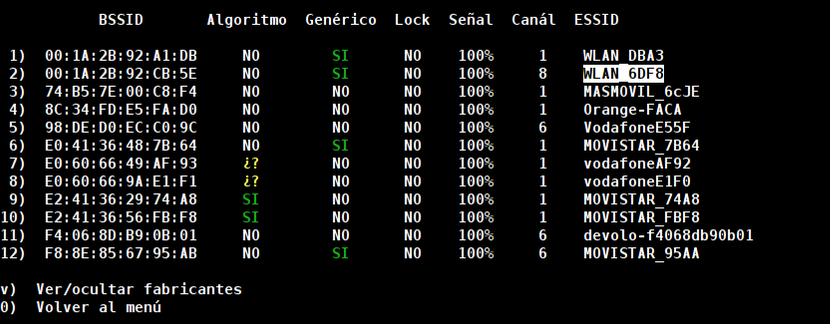 BSSID Algoritmo Genérico Lock Señal Canál ESSID
1) 00:1A:2B:92:A1:DB NO SI NO 100% 1 WLAN_DBA3
2) 00:1A:2B:92:CB:5E NO SI NO 100% 8 WLAN_6DF8
3) 74:B5:7E:00:C8:F4 NO NO NO 100% 1 MASMOVIL_6cJE
4) 8C:34:FD:E5:FA:D0 NO NO NO 100% 1 Orange-FACA
5) 98:DE:D0:EC:C0:9C NO NO NO 100% 6 VodafoneE55F
6) E0:41:36:48:7B:64 NO SI NO 100% 1 MOVISTAR_7B64
7) E0:60:66:49:AF:93 ¿? NO NO 100% 1 vodafoneAF92
8) E0:60:66:9A:E1:F1 ¿? NO NO 100% 1 vodafoneE1F0
9) E2:41:36:29:74:A8 SI NO NO 100% 1 MOVISTAR_74A8
10) E2:41:36:56:FB:F8 SI NO NO 100% 1 MOVISTAR_FBF8
11) F4:06:8D:B9:0B:01 NO NO NO 100% 6 devolo-f4068db90b01
12) F8:8E:85:67:95:AB NO SI NO 100% 6 MOVISTAR_95AA
v) Ver/ocultar fabricantes
0) Volver al menú